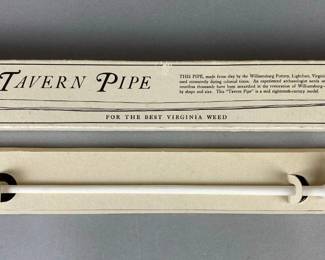 TAVERN PIPE
THIS PIPE, made from clay by the Williamsburg Pottery, Lightfoot, Virginia
used extensively during colonial times. An experienced archaeologist
countless thousands have been unearthed in the restoration of Williamsburg
by shape and size. This "Tavern Pipe" is a mid eighteenth-century model.
FOR THE BEST VIRGINIA WEED